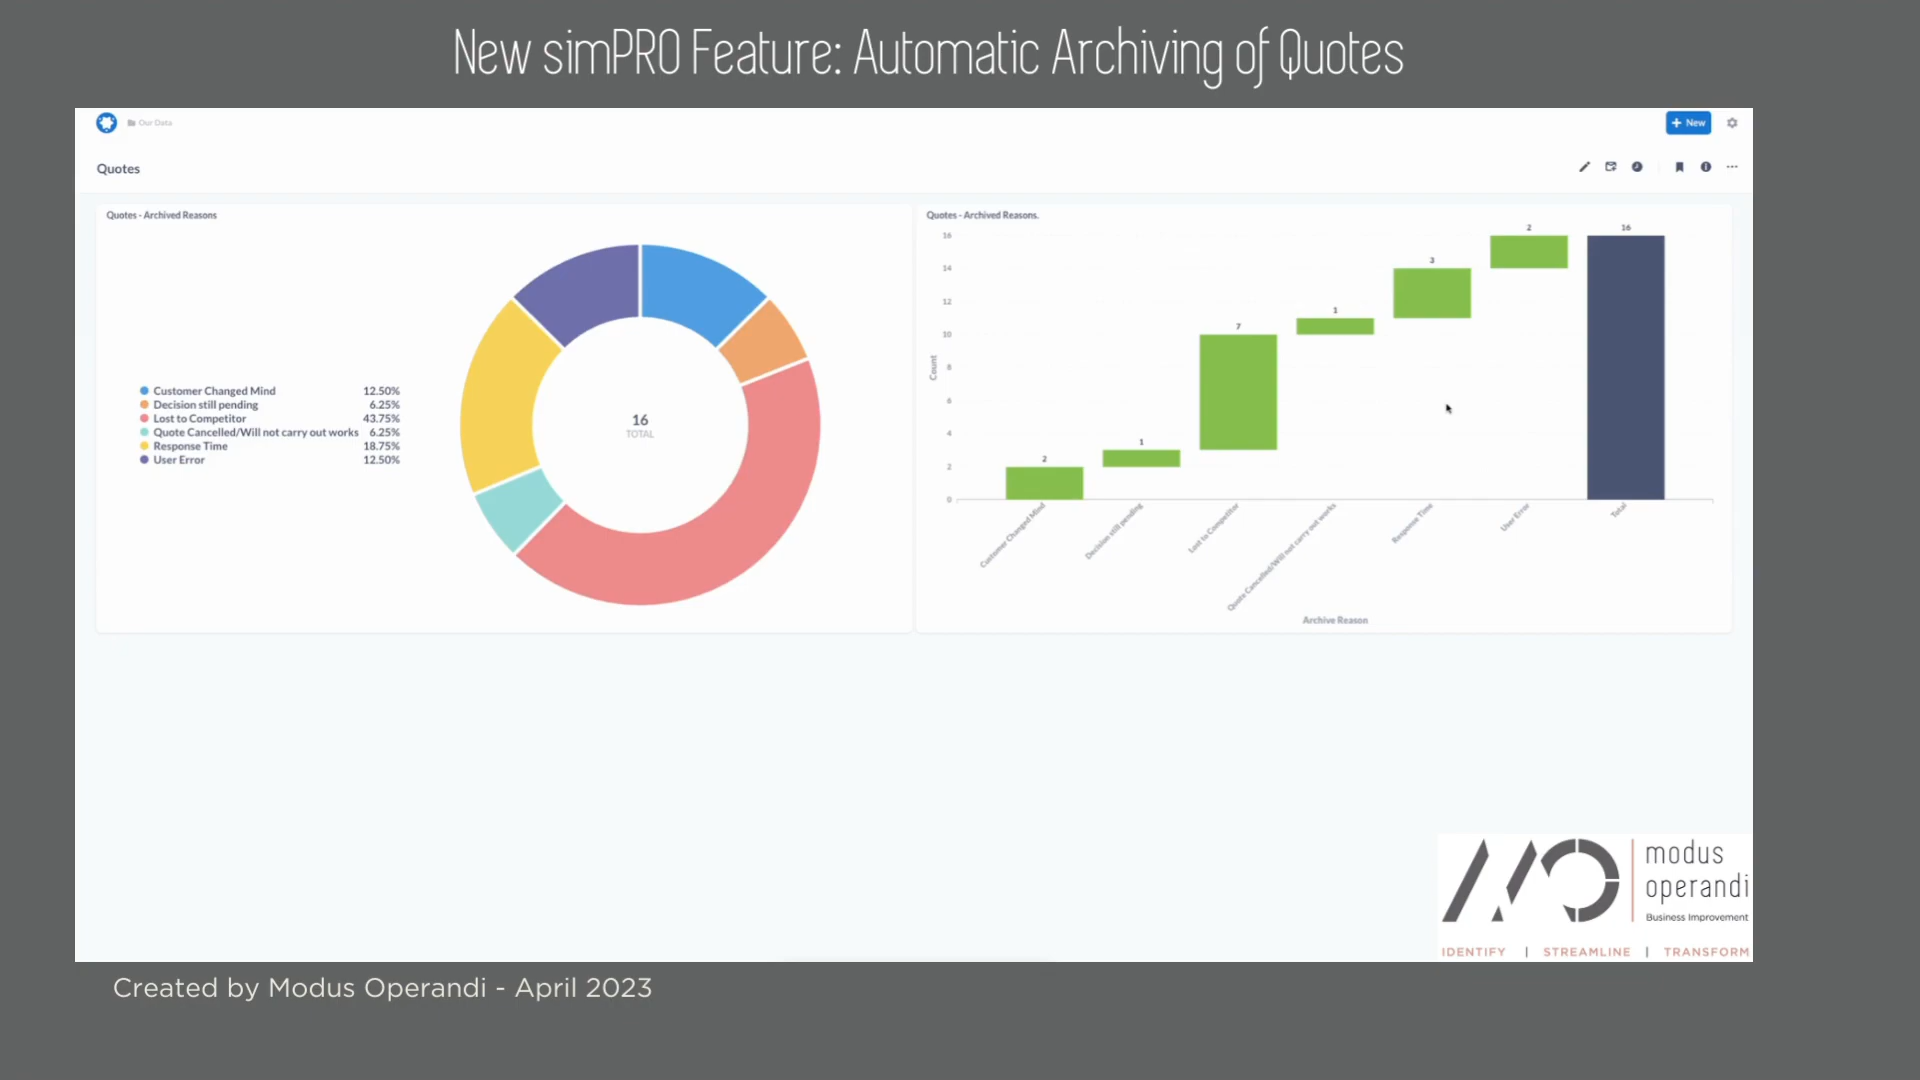 New simPRO Feature: Automatic Archiving of Quotes
Our Data
+ New
Quotes
Quotes - Archived Reasons
Customer Changed Mind 12.50%
Decision still pending 6.25%
Lost to Competitor 43.75%
Quote Cancelled/Will not carry out works 6.25%
Response Time 18.75%
User Error 12.50%
16
TOTAL
Quotes - Archived Reasons.
Count
16
14
12
10
8
6
4
2
0
2
1
7
1
3
2
16
Customer Changed Mind
Decision still pending
Lost to Competitor
Quote Cancelled/Will not carry out works
Response Time
User Error
Total
Archive Reason
MO
modus
operandi
Business Improvement
IDENTIFY | STREAMLINE | TRANSFORM
Created by Modus Operandi - April 2023